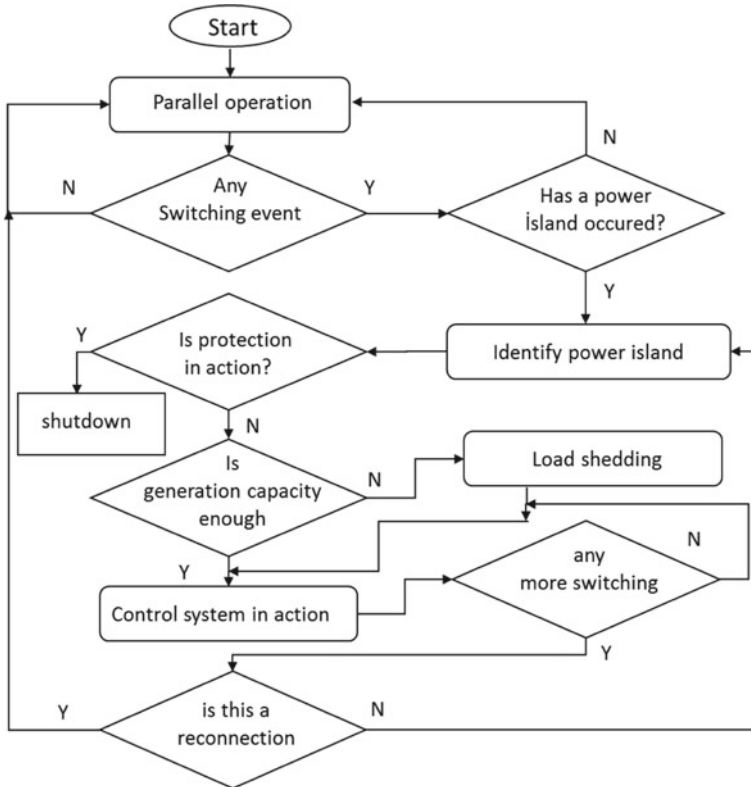 Start
Parallel operation
N
Any
Switching event
Y
N
Has a power
İsland occured?
Y
Identify power island
Y
Is protection
in action?
shutdown
N
Is
generation capacity
enough
N
Load shedding
Y
any
more switching
N
Control system in action
Y
Y
is this a
reconnection
N